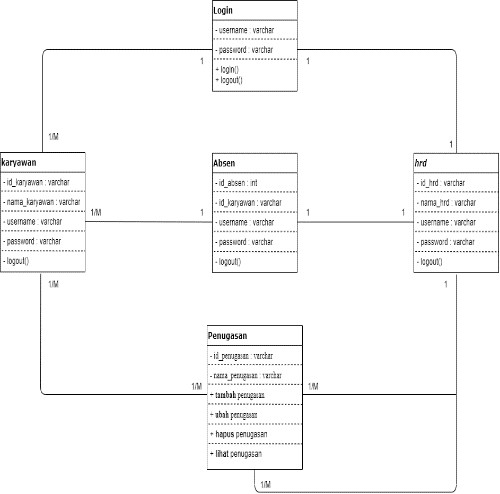 Login
- username : varchar
- password : varchar
+ login()
+ logout()
1
1
1/M
1
karyawan
- id_karyawan : varchar
- nama_karyawan : varchar
- username : varchar
- password : varchar
- logout()
Absen
- id_absen : int
- id_karyawan : varchar
- username : varchar
- password : varchar
- logout()
hrd
- id_hrd : varchar
- nama_hrd : varchar
- username : varchar
- password : varchar
- logout()
1/M
1
1
1
1/M
1
Penugasan
- id_penugasan : varchar
- nama_penugasan : varchar
+ tambah penugasan
+ ubah penugasan
+ hapus penugasan
+ lihat penugasan
1/M
1/M
1/M